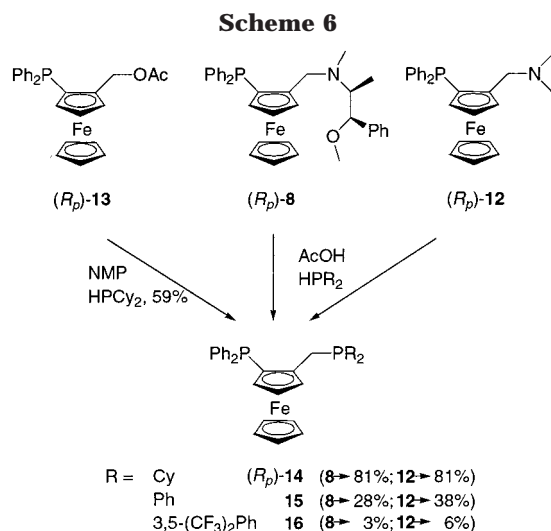 Scheme 6
Ph2P OAc Ph2P N Ph2P N
Fe Fe O Ph Fe
(Rp)-13 (Rp)-8 (Rp)-12
NMP
HPCy2, 59%
AcOH
HPR2
Ph2P PR2
Fe
R = Cy (Rp)-14 (8→ 81%; 12→ 81%)
Ph 15 (8→ 28%; 12→ 38%)
3,5-(CF3)2Ph 16 (8→ 3%; 12→ 6%)